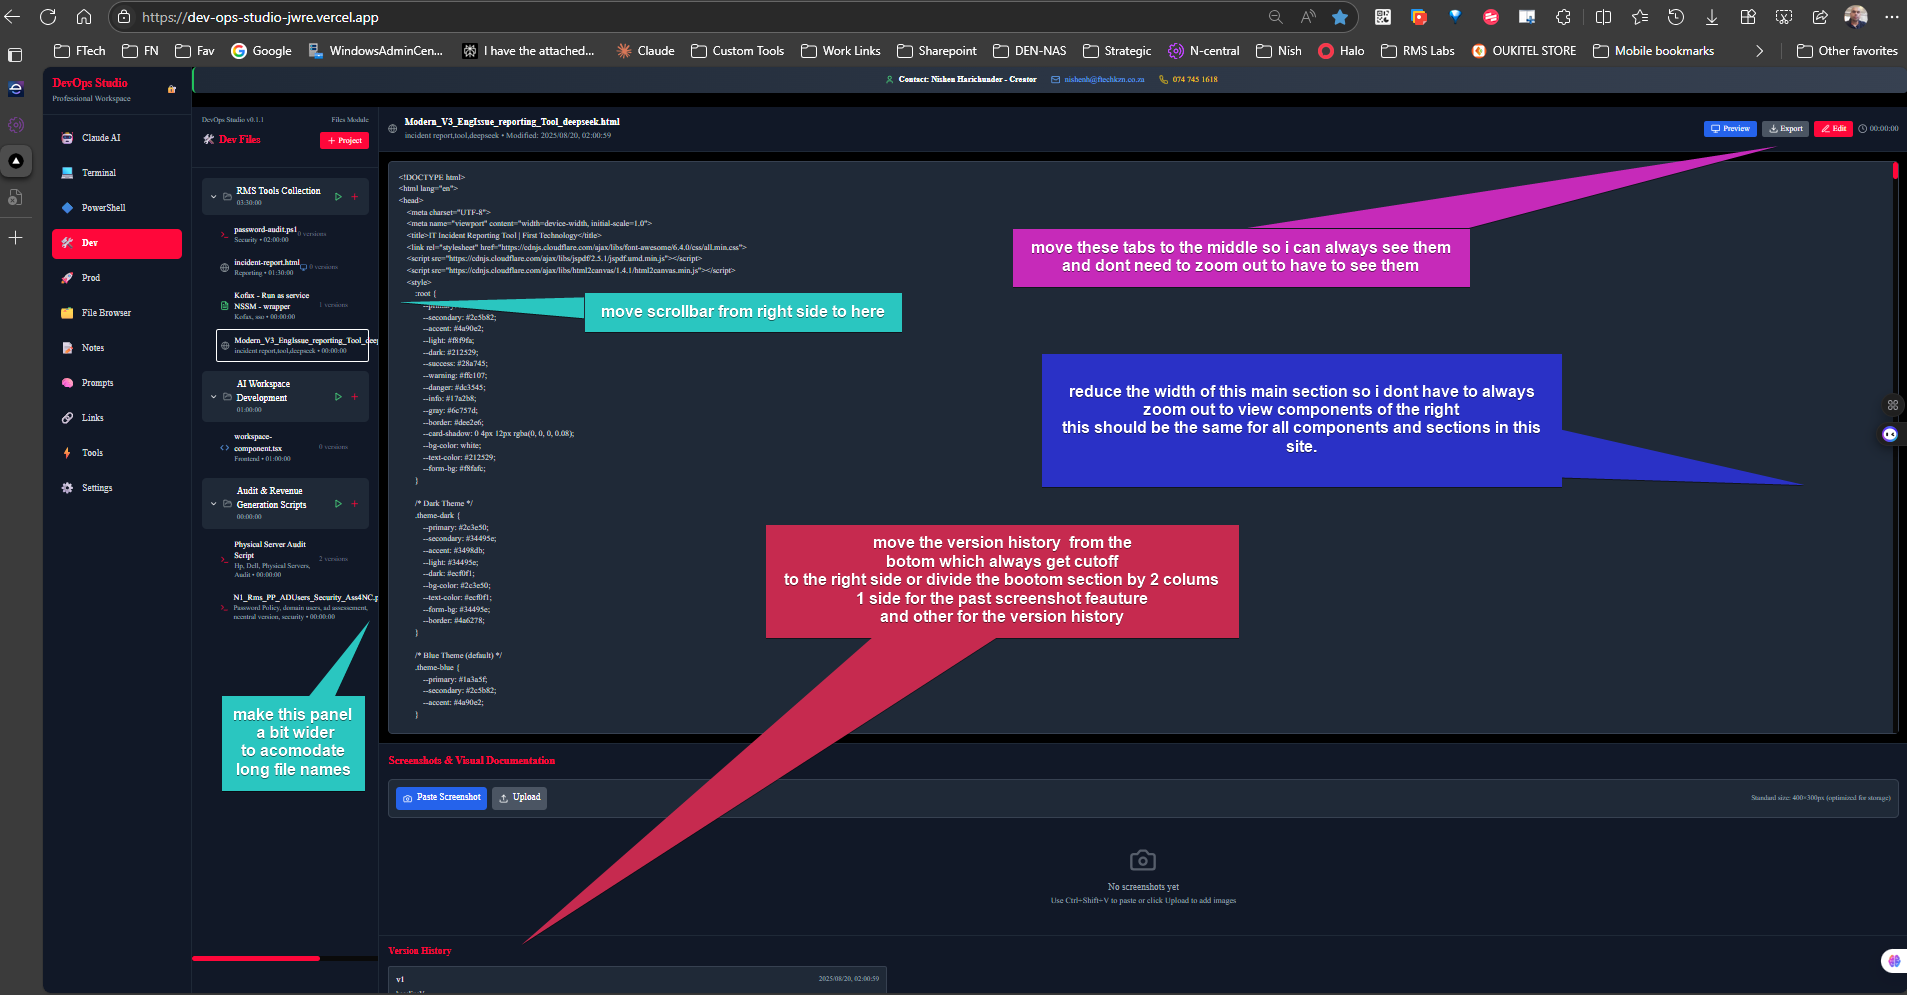 https://dev-ops-studio-jwre.vercel.app
FTech
FN
Fav
Google
WindowsAdminCen...
I have the attached...
Claude
Custom Tools
Work Links
Sharepoint
DEN-NAS
Strategic
N-central
Nish
Halo
RMS Labs
OUKITEL STORE
Mobile bookmarks
Other favorites
DevOps Studio
Professional Workspace
Claude AI
Terminal
PowerShell
Dev
Prod
File Browser
Notes
Prompts
Links
Tools
Settings
Contact: Nishen Harichunder - Creator
nishenh@ftechkzn.co.za
074 745 1618
DevOps Studio v0.1.1
Files Module
Dev Files
+ Project
RMS Tools Collection
03:30:00
password-audit.ps1
0 versions
Security • 02:00:00
incident-report.html
0 versions
Reporting • 01:30:00
Kofax - Run as service
NSSM - wrapper
1 versions
Kofax, sso • 00:00:00
Modern_V3_EngIssue_reporting_Tool_deep
incident report,tool,deepseek • 00:00:00
AI Workspace
Development
01:00:00
workspace-
component.tsx
0 versions
Frontend • 01:00:00
Audit & Revenue
Generation Scripts
00:00:00
Physical Server Audit
Script
2 versions
Hp, Dell, Physical Servers,
Audit • 00:00:00
N1_Rms_PP_ADUsers_Security_Ass4NC.p
Password Policy, domain users, ad assessment,
ncentral version, security • 00:00:00
make this panel
a bit wider
to acomodate
long file names
Modern_V3_EngIssue_reporting_Tool_deepseek.html
incident report,tool,deepseek • Modified: 2025/08/20, 02:00:59
Preview
Export
Edit
00:00:00
<!DOCTYPE html>
<html lang="en">
<head>
<meta charset="UTF-8">
<meta name="viewport" content="width=device-width, initial-scale=1.0">
<title>IT Incident Reporting Tool | First Technology</title>
<link rel="stylesheet" href="https://cdnjs.cloudflare.com/ajax/libs/font-awesome/6.4.0/css/all.min.css">
<script src="https://cdnjs.cloudflare.com/ajax/libs/jspdf/2.5.1/jspdf.umd.min.js"></script>
<script src="https://cdnjs.cloudflare.com/ajax/libs/html2canvas/1.4.1/html2canvas.min.js"></script>
<style>
:root {
--secondary: #2c5b82;
--accent: #4a90e2;
--light: #f8f9fa;
--dark: #212529;
--success: #28a745;
--warning: #ffc107;
--danger: #dc3545;
--info: #17a2b8;
--gray: #6c757d;
--border: #dee2e6;
--card-shadow: 0 4px 12px rgba(0, 0, 0, 0.08);
--bg-color: white;
--text-color: #212529;
--form-bg: #f8fafc;
}
/* Dark Theme */
.theme-dark {
--primary: #2c3e50;
--secondary: #34495e;
--accent: #3498db;
--light: #34495e;
--dark: #ecf0f1;
--bg-color: #2c3e50;
--text-color: #ecf0f1;
--form-bg: #34495e;
--border: #4a6278;
}
/* Blue Theme (default) */
.theme-blue {
--primary: #1a3a5f;
--secondary: #2c5b82;
--accent: #4a90e2;
}
move these tabs to the middle so i can always see them
and dont need to zoom out to have to see them
move scrollbar from right side to here
reduce the width of this main section so i dont have to always
zoom out to view components of the right
this should be the same for all components and sections in this
site.
move the version history from the
botom which always get cutoff
to the right side or divide the bootom section by 2 colums
1 side for the past screenshot feauture
and other for the version history
Screenshots & Visual Documentation
Paste Screenshot
Upload
Standard size: 400×300px (optimized for storage)
No screenshots yet
Use Ctrl+Shift+V to paste or click Upload to add images
Version History
v1
2025/08/20, 02:00:59